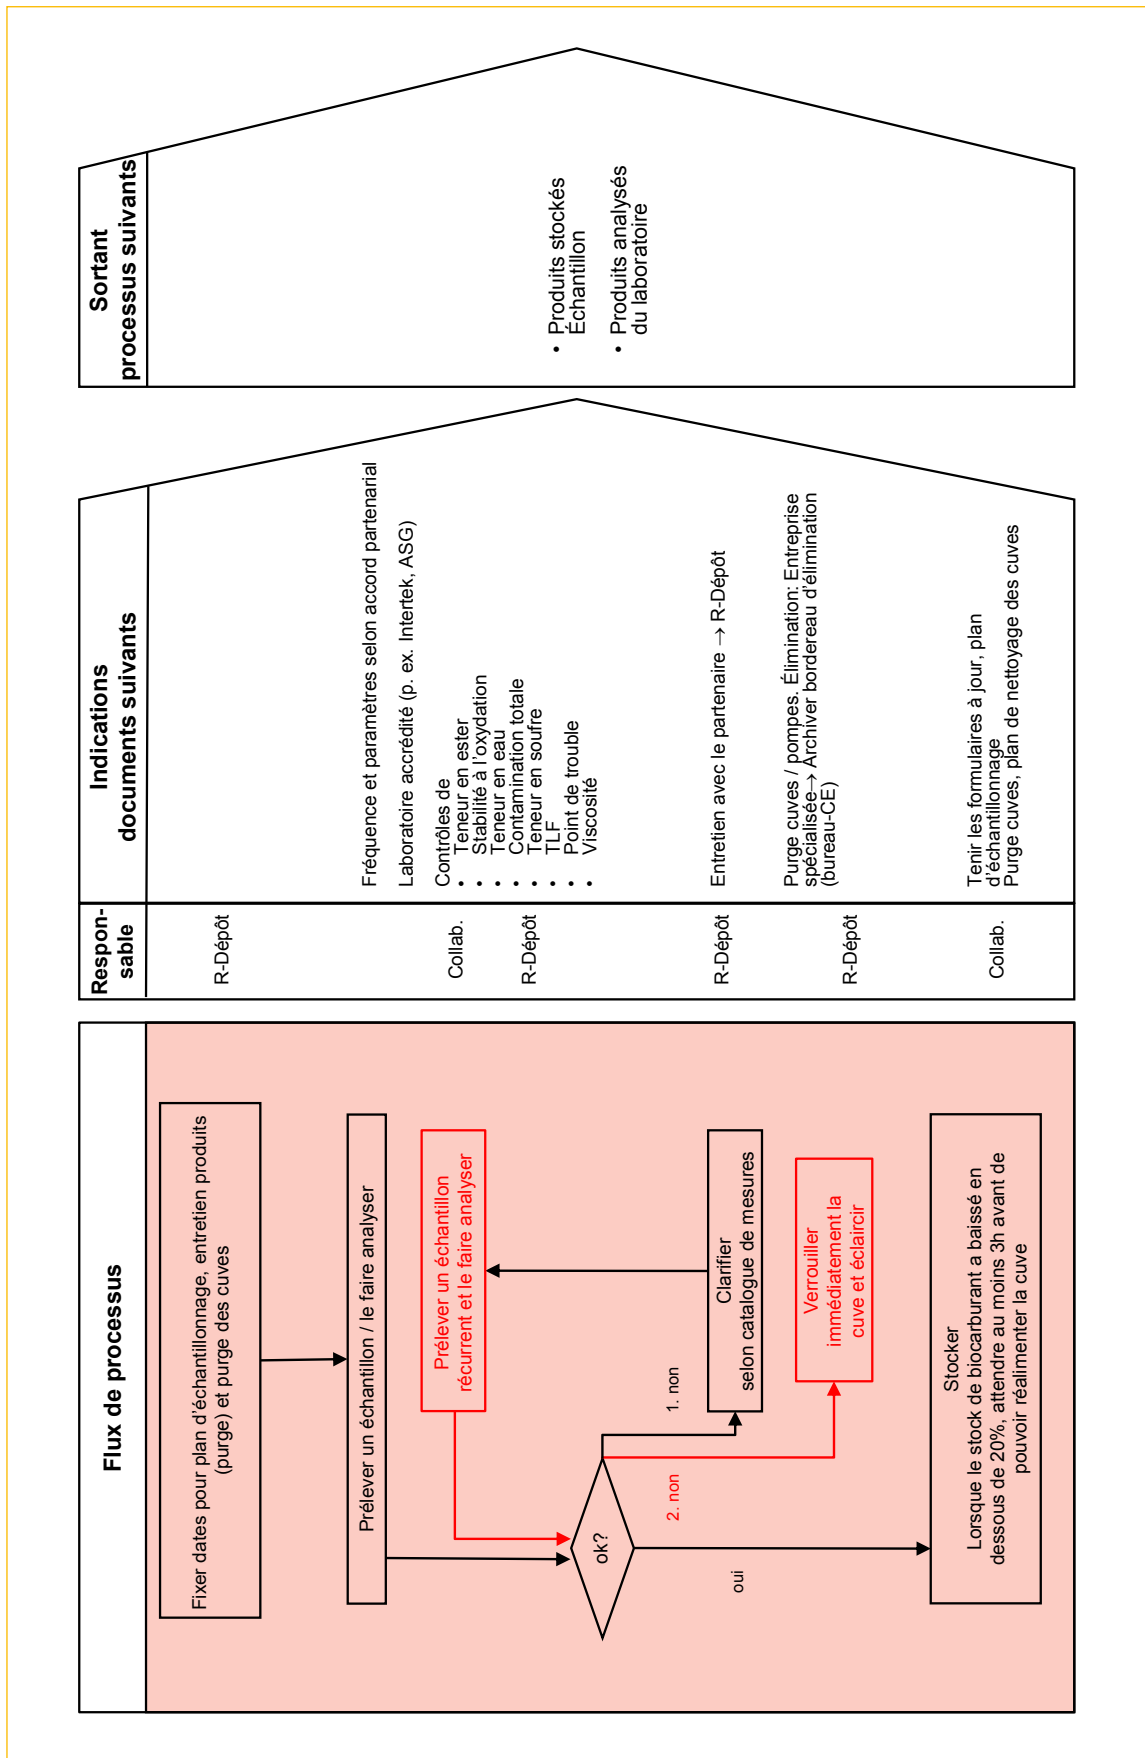 Flux de processus
Fixer dates pour plan d’échantillonnage, entretien produits
(purge) et purge des cuves
Prélever un échantillon / le faire analyser
Prélever un échantillon
récurrent et le faire analyser
ok?
1. non
2. non
oui
Clarifier
selon catalogue de mesures
Verrouiller
immédiatement la
cuve et éclaircir
Stocker
Lorsque le stock de biocarburant a baissé en
dessous de 20%, attendre au moins 3h avant de
pouvoir réalimenter la cuve
Respon-
sable
R-Dépôt
Collab.
R-Dépôt
R-Dépôt
R-Dépôt
Collab.
Indications
documents suivants
Fréquence et paramètres selon accord partenarial
Laboratoire accrédité (p. ex. Intertek, ASG)
Contrôles de
• Teneur en ester
• Stabilité à l’oxydation
• Teneur en eau
• Contamination totale
• Teneur en soufre
• TLF
• Point de trouble
• Viscosité
Entretien avec le partenaire → R-Dépôt
Purge cuves / pompes. Élimination: Entreprise
spécialisée→ Archiver bordereau d’élimination
(bureau-CE)
Tenir les formulaires à jour, plan
d’échantillonnage
Purge cuves, plan de nettoyage des cuves
Sortant
processus suivants
• Produits stockés
Échantillon
• Produits analysés
du laboratoire